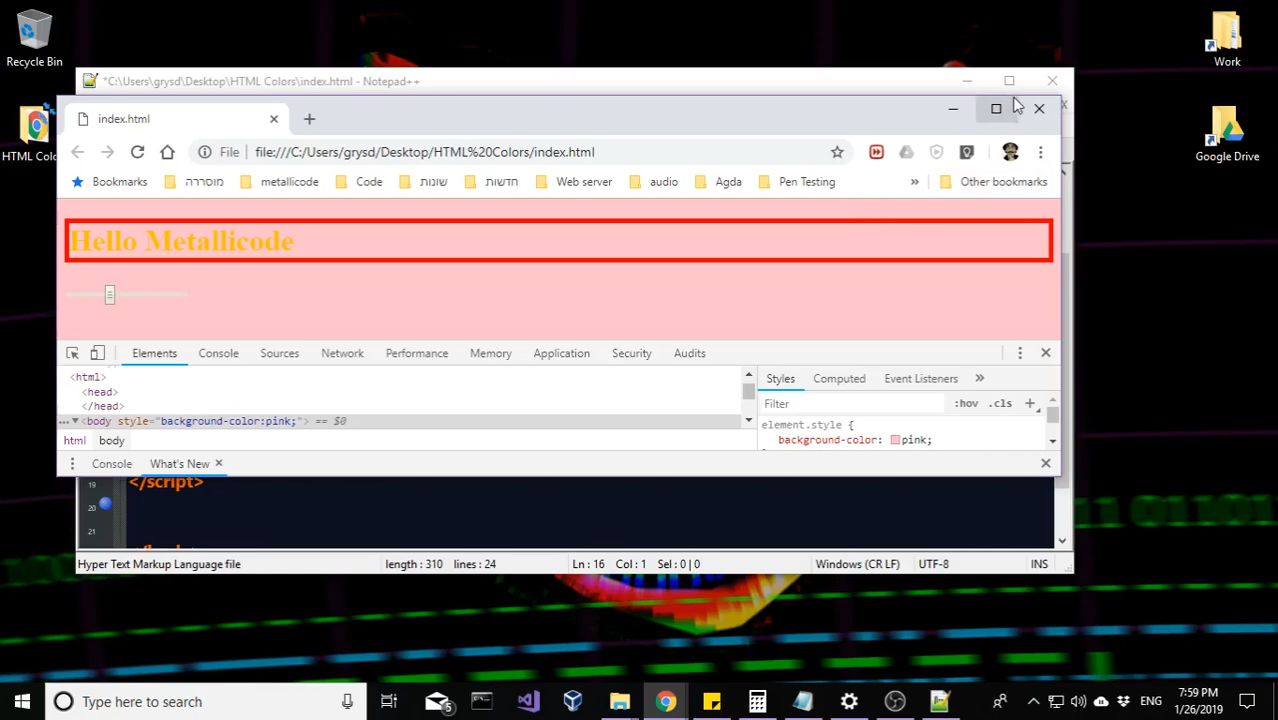 Recycle Bin
HTML Colo
Work
Google Drive
*C:\Users\grysd\Desktop\HTML Colors\index.html - Notepad++
index.html
File file:///C:/Users/grysd/Desktop/HTML%20Colors/index.html
Bookmarks מוסררה metallicode Code שונות חדשות Web server audio Agda Pen Testing » Other bookmarks
Hello Metallicode
Elements Console Sources Network Performance Memory Application Security Audits
<html>
<head>
</head>
…▼<body style="background-color:pink;"> == $0
html body
Styles Computed Event Listeners »
Filter :hov .cls +
element.style {
background-color: pink;
Console What's New ×
19 </script>
20
21
Hyper Text Markup Language file length : 310 lines : 24 Ln : 16 Col : 1 Sel : 0 | 0 Windows (CR LF) UTF-8 INS
Type here to search
5
ENG
7:59 PM
1/26/2019